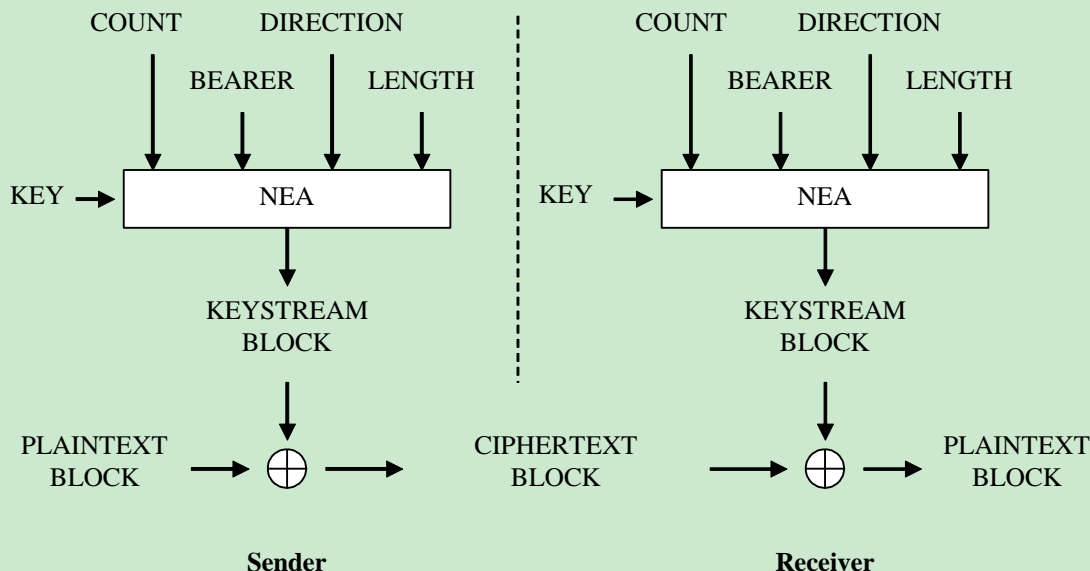 COUNT DIRECTION COUNT DIRECTION
BEARER LENGTH BEARER LENGTH
KEY NEA KEY NEA
KEYSTREAM BLOCK KEYSTREAM BLOCK
PLAINTEXT BLOCK CIPHERTEXT BLOCK PLAINTEXT BLOCK
Sender Receiver